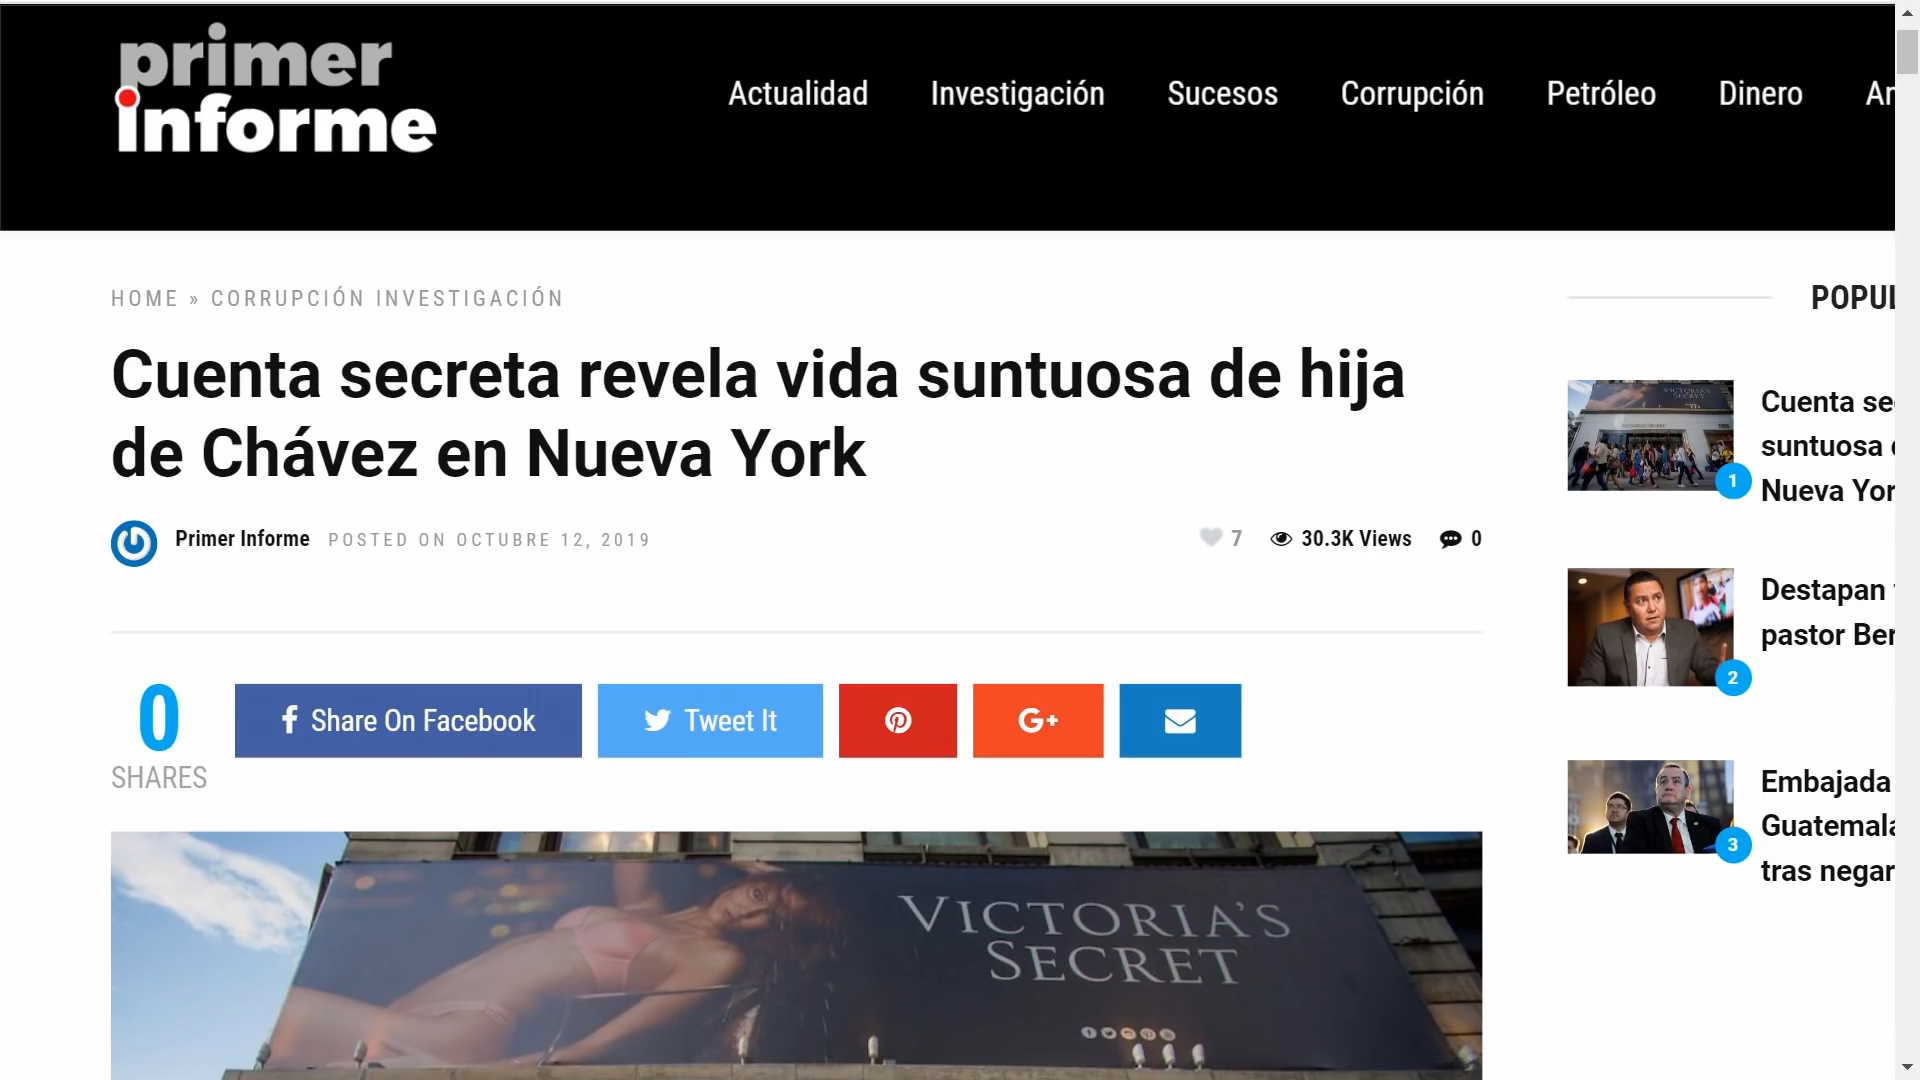 primer
informe
Actualidad Investigación Sucesos Corrupción Petróleo Dinero
HOME » CORRUPCIÓN INVESTIGACIÓN
Cuenta secreta revela vida suntuosa de hija
de Chávez en Nueva York
Primer Informe POSTED ON OCTUBRE 12, 2019
7 30.3K Views 0
0
SHARES
Share On Facebook
Tweet It
G+
VICTORIA'S
SECRET
POPUL
Cuenta se
suntuosa
Nueva Yor
1
Destapan
pastor Ber
2
Embajada
Guatemala
tras negar
3